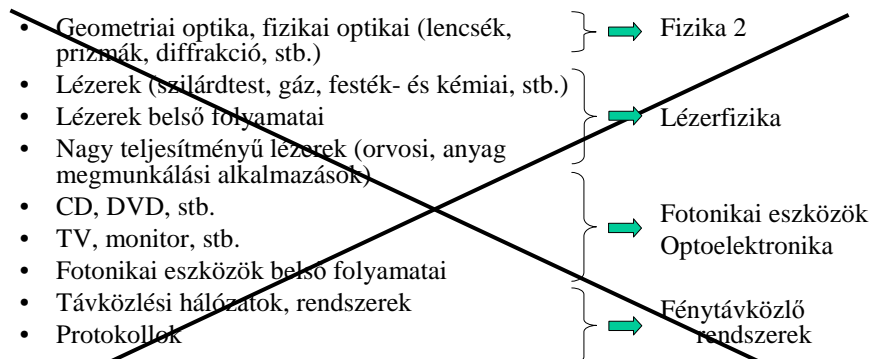 • Geometriai optika, fizikai optikai (lencsék,
prizmák, diffrakció, stb.)
• Lézerek (szilárdtest, gáz, festék- és kémiai, stb.)
• Lézerek belső folyamatai
• Nagy teljesítményű lézerek (orvosi, anyag
megmunkálási alkalmazások)
• CD, DVD, stb.
• TV, monitor, stb.
• Fotonikai eszközök belső folyamatai
• Távközlési hálózatok, rendszerek
• Protokollok
Fizika 2
Lézerfizika
Fotonikai eszközök
Optoelektronika
Fénytávközlő
rendszerek